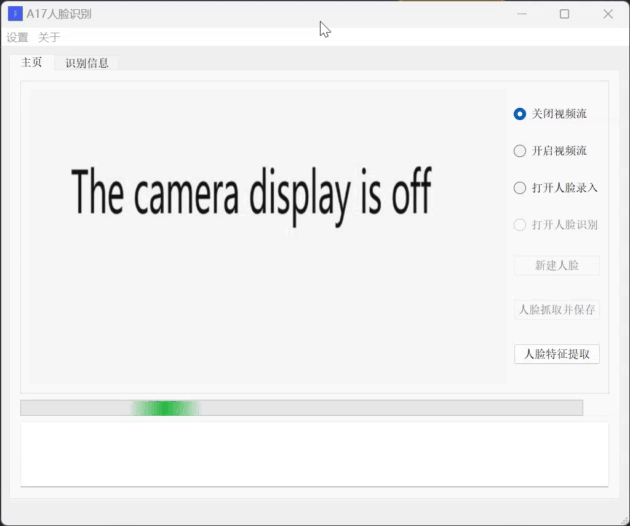 A17人脸识别
设置 关于
主页 识别信息
The camera display is off
关闭视频流
开启视频流
打开人脸录入
打开人脸识别
新建人脸
人脸抓取并保存
人脸特征提取